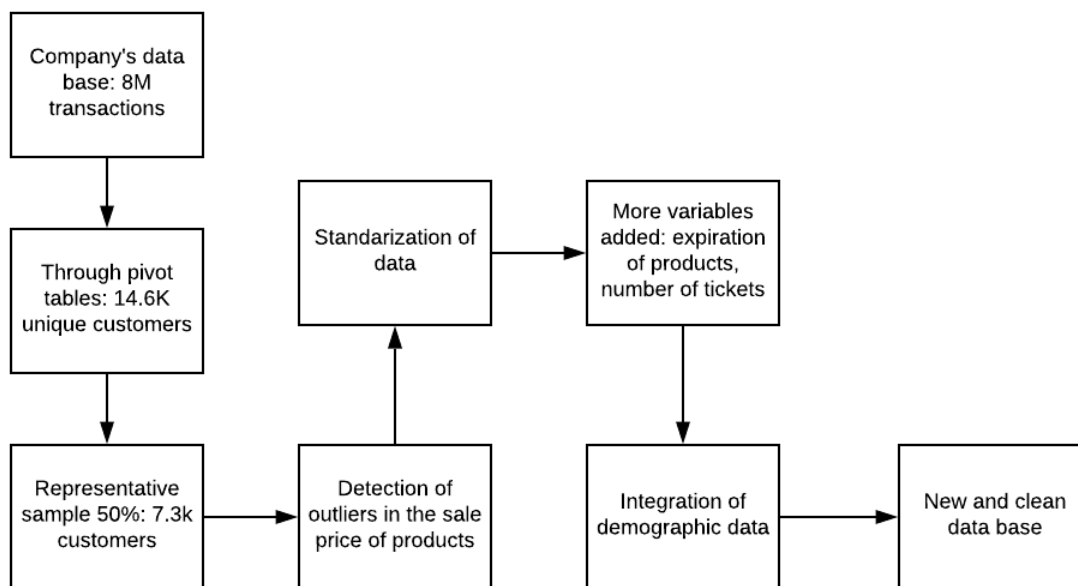 Company's data
base: 8M
transactions
Through pivot
tables: 14.6K
unique customers
Representative
sample 50%: 7.3k
customers
Detection of
outliers in the sale
price of products
Standarization of
data
More variables
added: expiration
of products,
number of tickets
Integration of
demographic data
New and clean
data base